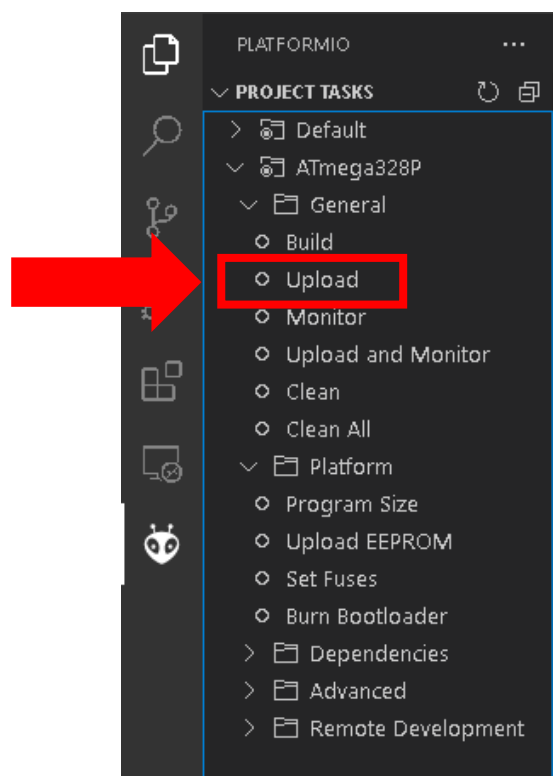 PLATFORMIO
PROJECT TASKS
Default
ATmega328P
General
Build
Upload
Monitor
Upload and Monitor
Clean
Clean All
Platform
Program Size
Upload EEPROM
Set Fuses
Burn Bootloader
Dependencies
Advanced
Remote Development